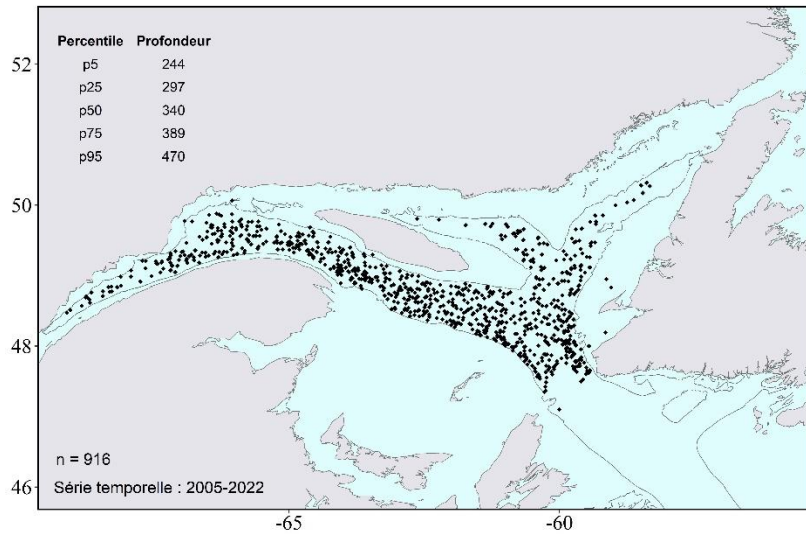 Percentile Profondeur
p5 244
p25 297
p50 340
p75 389
p95 470
52
50
48
46
n = 916
Série temporelle : 2005-2022
-65 -60